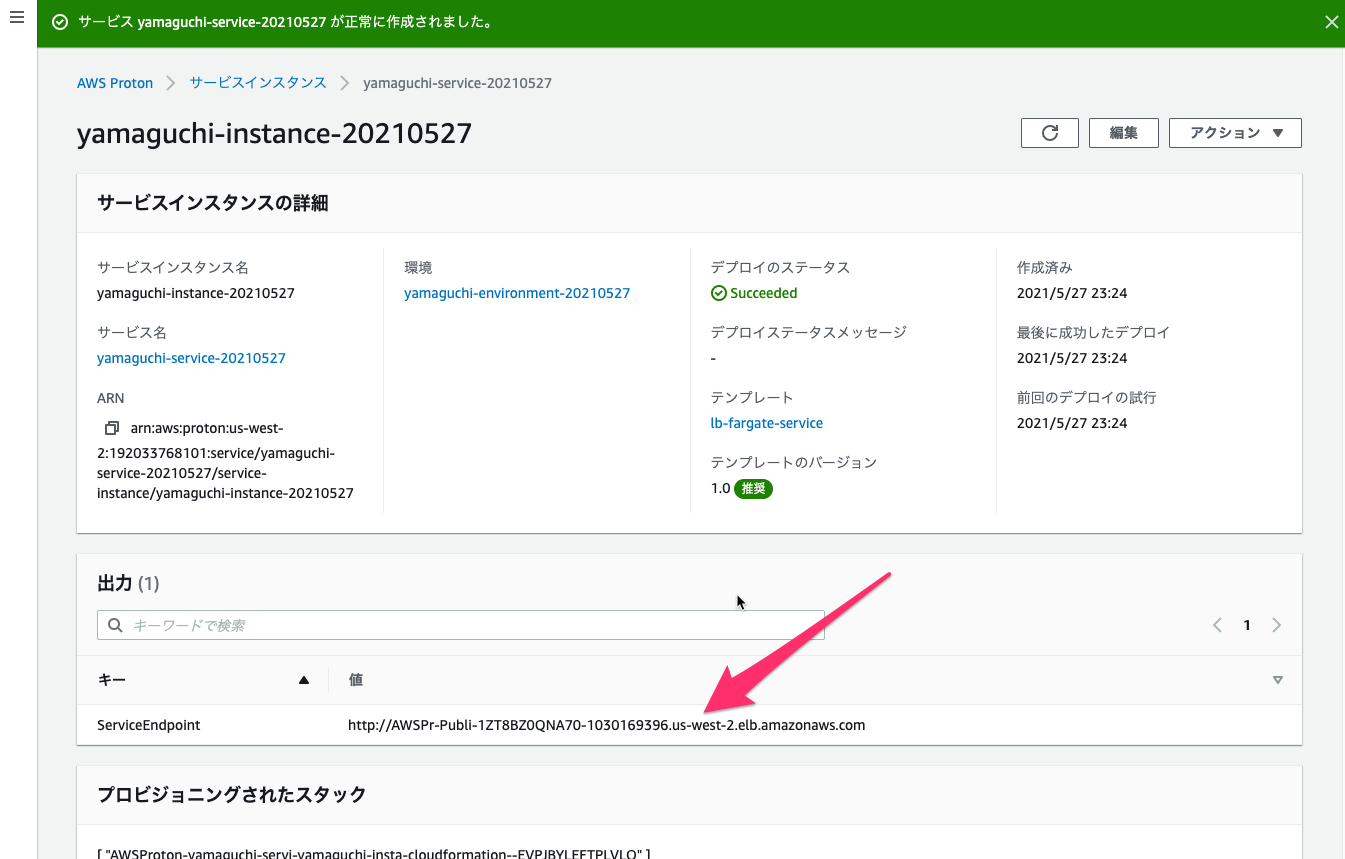 サービス yamaguchi-service-20210527 が正常に作成されました。
AWS Proton
サービスインスタンス
yamaguchi-service-20210527
yamaguchi-instance-20210527
編集
アクション
サービスインスタンスの詳細
サービスインスタンス名
yamaguchi-instance-20210527
サービス名
yamaguchi-service-20210527
ARN
arn:aws:proton:us-west-
2:192033768101:service/yamaguchi-
service-20210527/service-
instance/yamaguchi-instance-20210527
環境
yamaguchi-environment-20210527
デプロイのステータス
Succeeded
デプロイステータスメッセージ
-
テンプレート
lb-fargate-service
テンプレートのバージョン
1.0 推奨
作成済み
2021/5/27 23:24
最後に成功したデプロイ
2021/5/27 23:24
前回のデプロイの試行
2021/5/27 23:24
出力 (1)
キーワードで検索
1
キー
値
ServiceEndpoint
http://AWSPr-Publi-1ZT8BZ0QNA70-1030169396.us-west-2.elb.amazonaws.com
プロビジョニングされたスタック
[ "AWSProton-yamaguchi-servi-yamaguchi-insta-cloudformation--EVPJBYLEFTPLVLO" ]